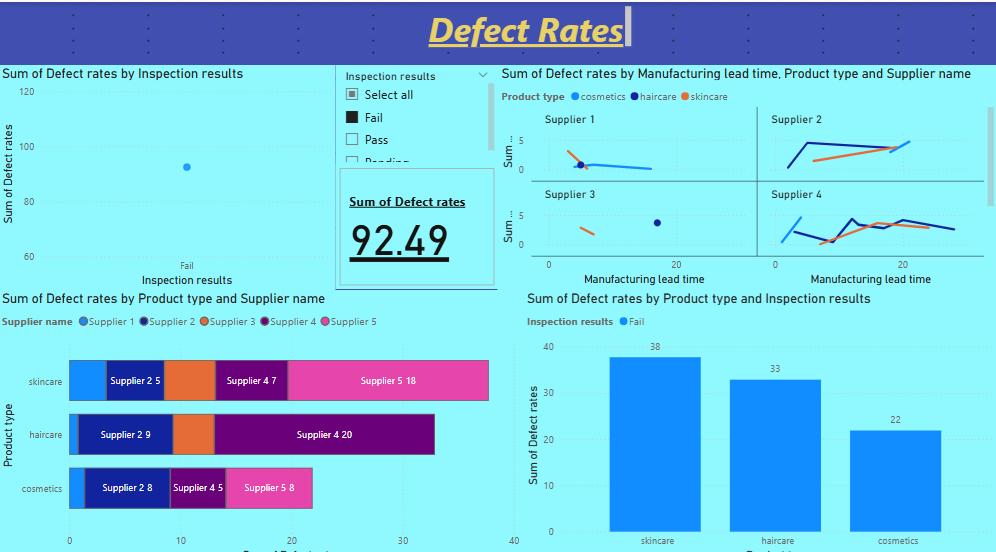 Defect Rates
Sum of Defect rates by Inspection results
120
100
80
60
Sum of Defect rates
Fail
Inspection results
Inspection results
Select all
Fail
Pass
Pending
Sum of Defect rates
92.49
Sum of Defect rates by Manufacturing lead time, Product type and Supplier name
Product type cosmetics haircare skincare
Supplier 1
Supplier 2
Sum ...
5
0
Supplier 3
Supplier 4
Sum ...
5
0
0 20
0 20
Manufacturing lead time
Manufacturing lead time
Sum of Defect rates by Product type and Supplier name
Supplier name Supplier 1 Supplier 2 Supplier 3 Supplier 4 Supplier 5
Product type
skincare
Supplier 2 5
Supplier 4 7
Supplier 5 18
haircare
Supplier 2 9
Supplier 4 20
cosmetics
Supplier 2 8
Supplier 4 5
Supplier 5 8
0 10 20 30 40
Sum of Defect rates by Product type and Inspection results
Inspection results Fail
Sum of Defect rates
40
30
20
10
0
38
33
22
skincare haircare cosmetics